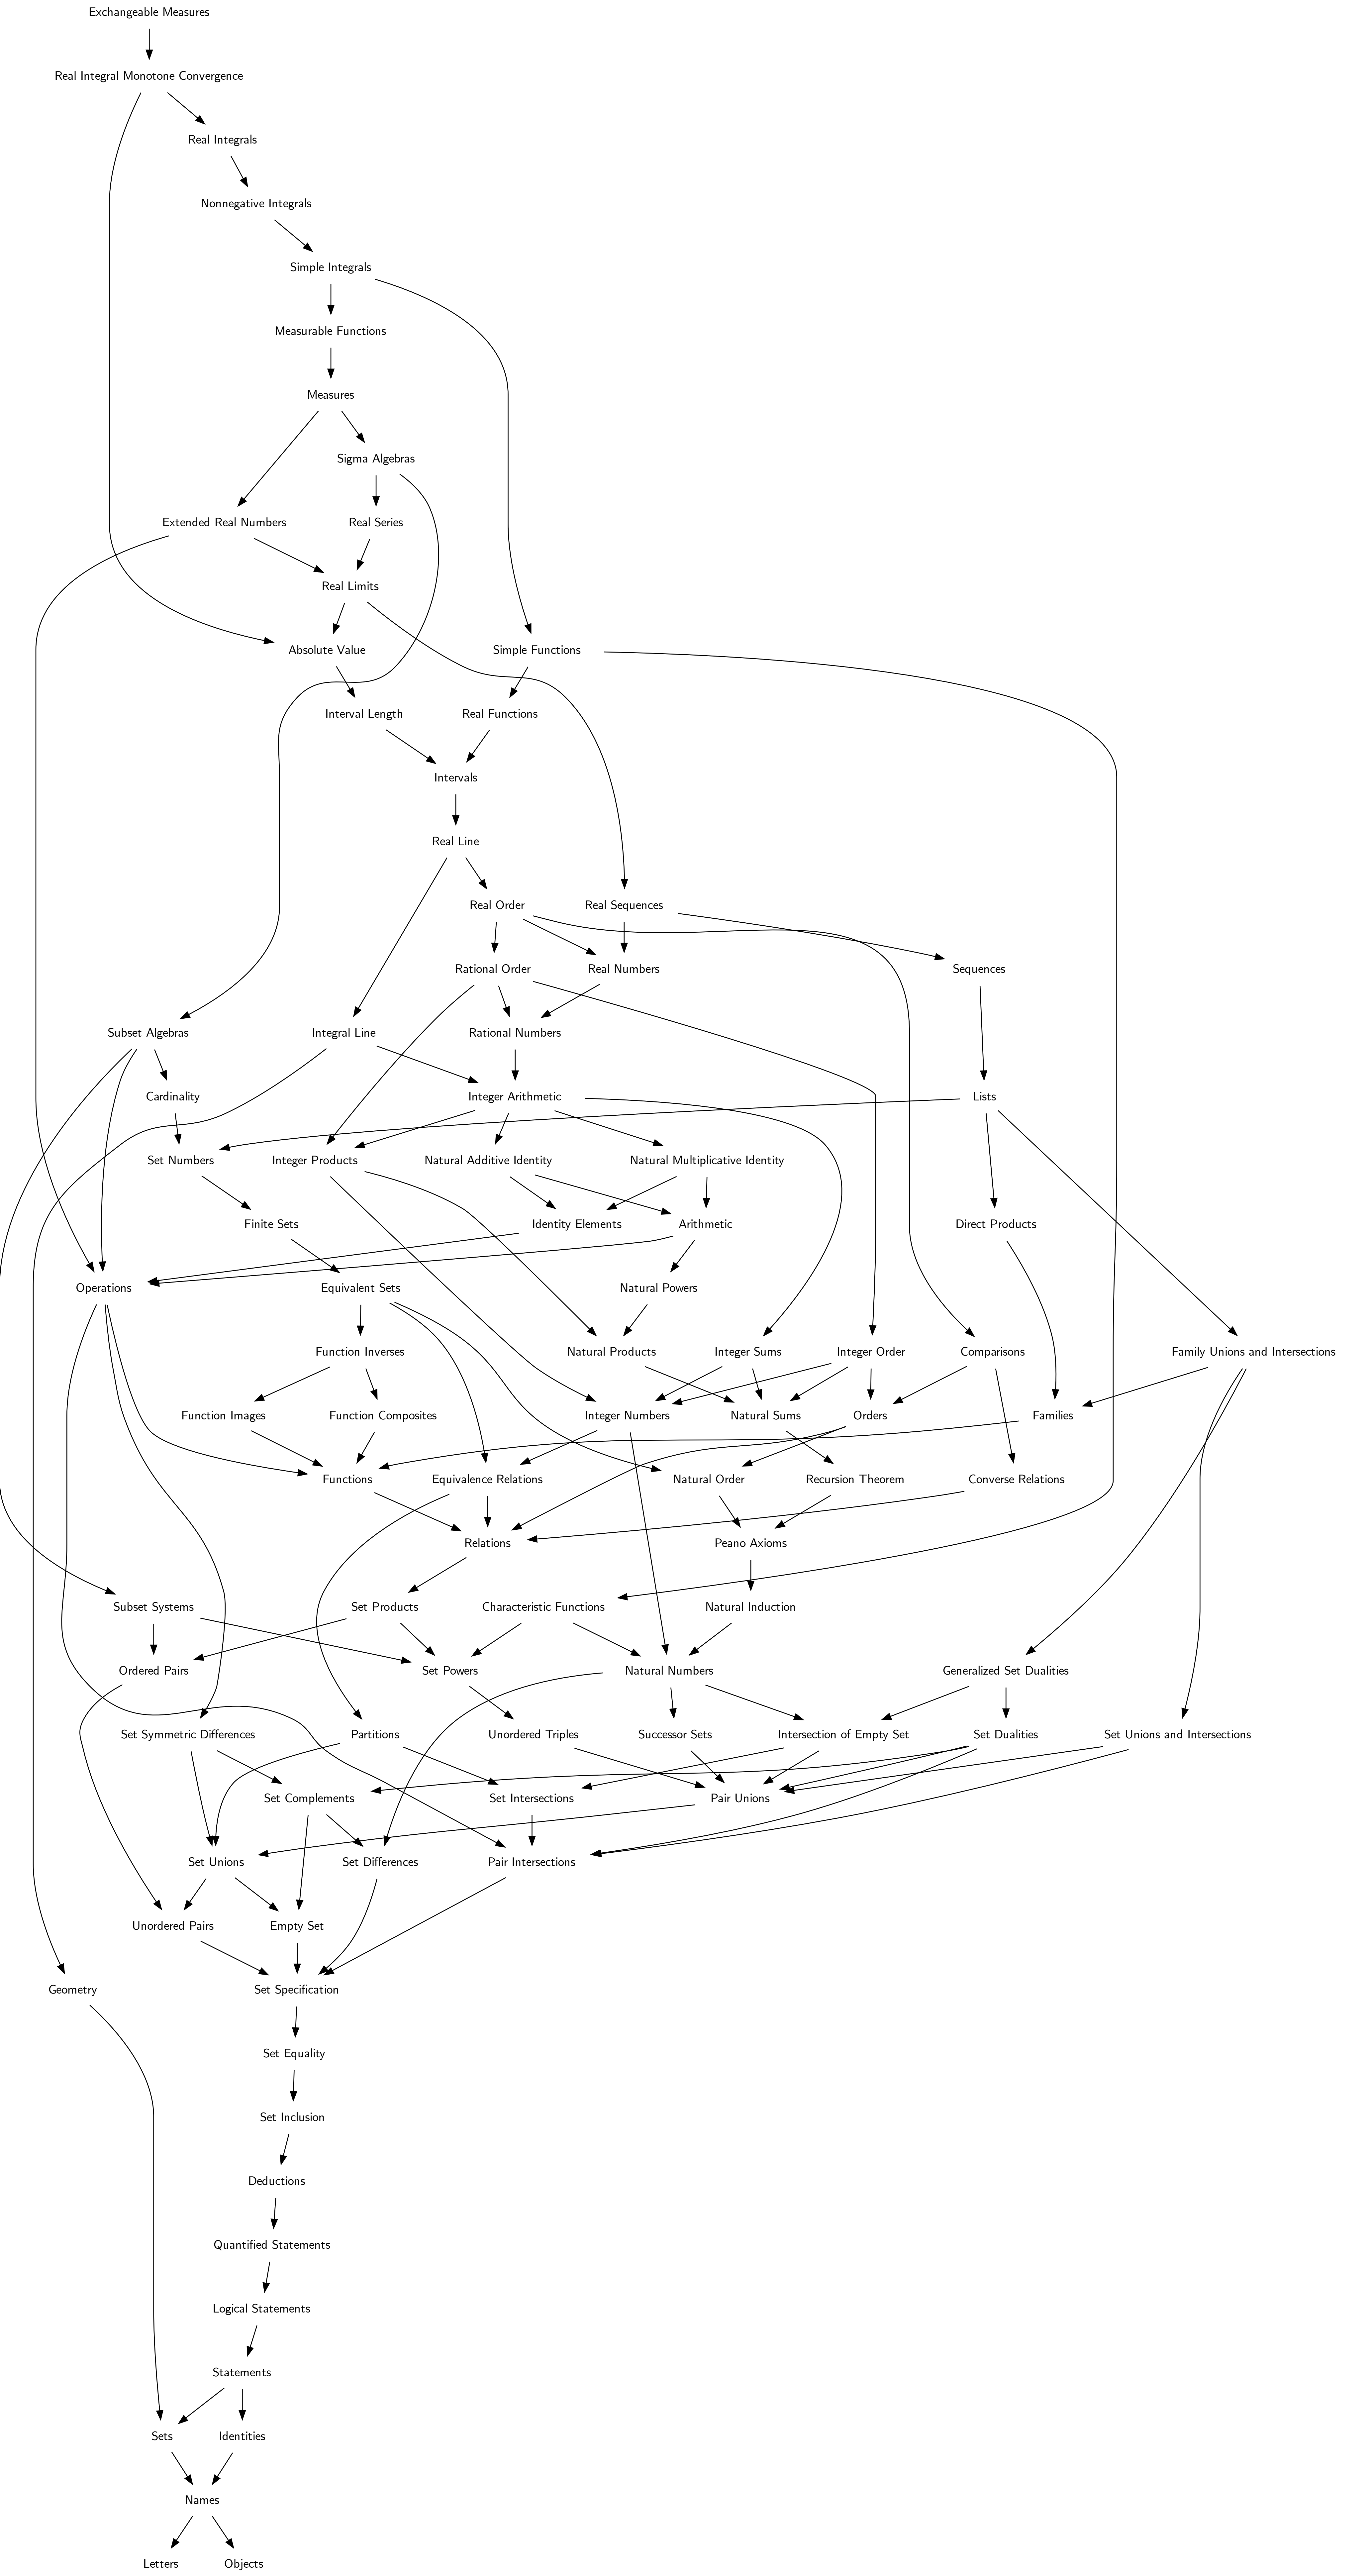 Exchangeable Measures
Real Integral Monotone Convergence
Real Integrals
Nonnegative Integrals
Simple Integrals
Measurable Functions
Measures
Sigma Algebras
Extended Real Numbers
Real Series
Real Limits
Absolute Value
Simple Functions
Interval Length
Real Functions
Intervals
Real Line
Real Order
Real Sequences
Rational Order
Real Numbers
Sequences
Subset Algebras
Integral Line
Rational Numbers
Cardinality
Integer Arithmetic
Lists
Set Numbers
Integer Products
Natural Additive Identity
Natural Multiplicative Identity
Finite Sets
Identity Elements
Arithmetic
Direct Products
Operations
Equivalent Sets
Natural Powers
Function Inverses
Natural Products
Integer Sums
Integer Order
Comparisons
Family Unions and Intersections
Function Images
Function Composites
Integer Numbers
Natural Sums
Orders
Families
Functions
Equivalence Relations
Natural Order
Recursion Theorem
Converse Relations
Relations
Peano Axioms
Subset Systems
Set Products
Characteristic Functions
Natural Induction
Ordered Pairs
Set Powers
Natural Numbers
Generalized Set Dualities
Set Symmetric Differences
Partitions
Unordered Triples
Successor Sets
Intersection of Empty Set
Set Dualities
Set Unions and Intersections
Set Complements
Set Intersections
Pair Unions
Set Unions
Set Differences
Pair Intersections
Unordered Pairs
Empty Set
Geometry
Set Specification
Set Equality
Set Inclusion
Deductions
Quantified Statements
Logical Statements
Statements
Sets
Identities
Names
Letters
Objects